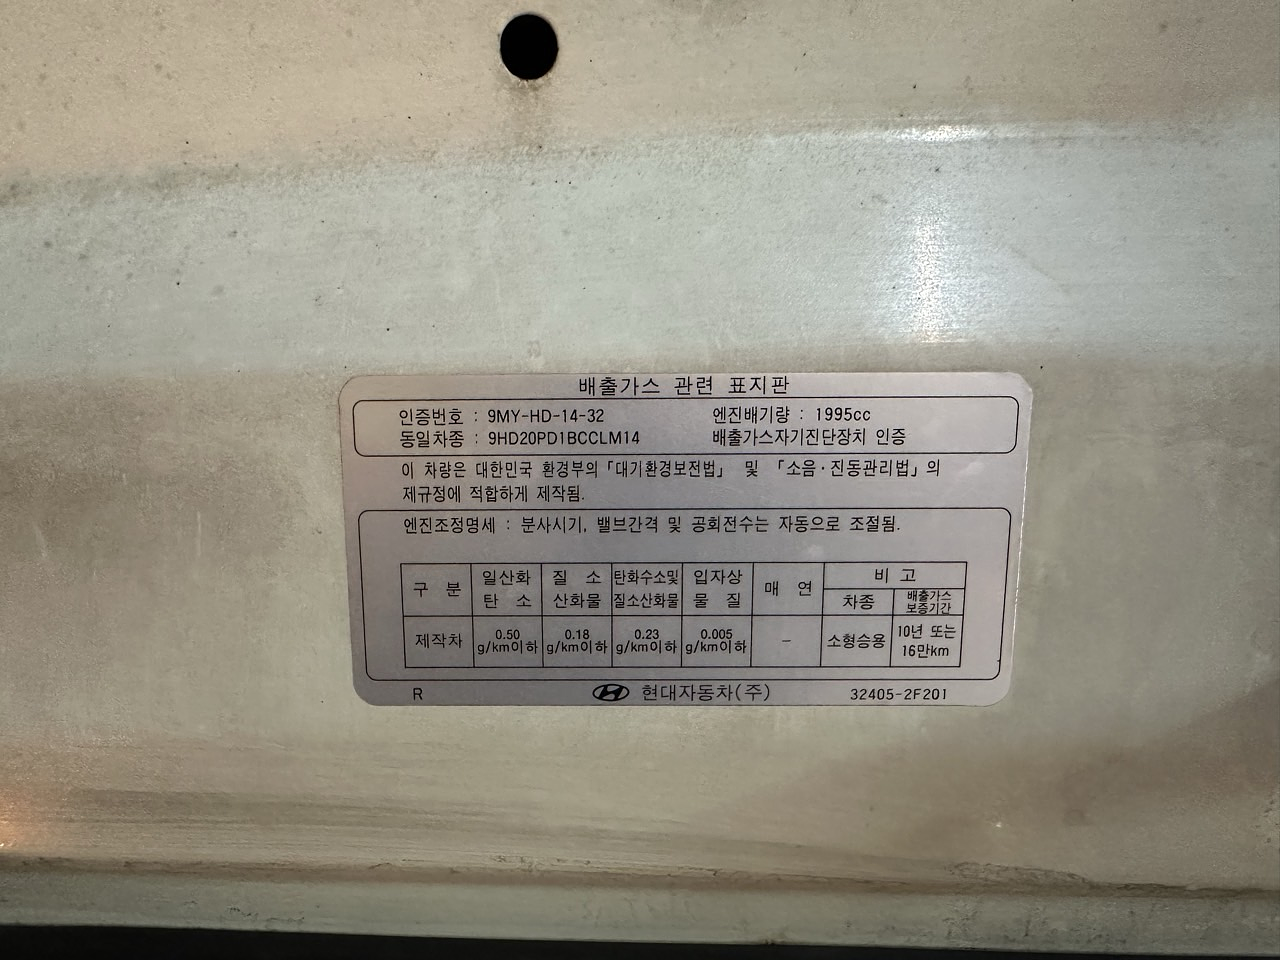 배출가스 관련 표지판
인증번호 : 9MY-HD-14-32 엔진배기량 : 1995cc
동일차종 : 9HD20PD1BCCLM14 배출가스자기진단장치 인증
이 차량은 대한민국 환경부의「대기환경보전법」 및 「소음·진동관리법」의
제규정에 적합하게 제작됨.
엔진조정명세 : 분사시기, 밸브간격 및 공회전수는 자동으로 조절됨.
구 분 일산화 탄 소 질 소 산화물 탄화수소및 질소산화물 입자상 물 질 매 연 비 고
차종 배출가스 보증기간
제작차 0.50 g/km이하 0.18 g/km이하 0.23 g/km이하 0.005 g/km이하 - 소형승용 10년 또는 16만km
R 현대자동차(주) 32405-2F201